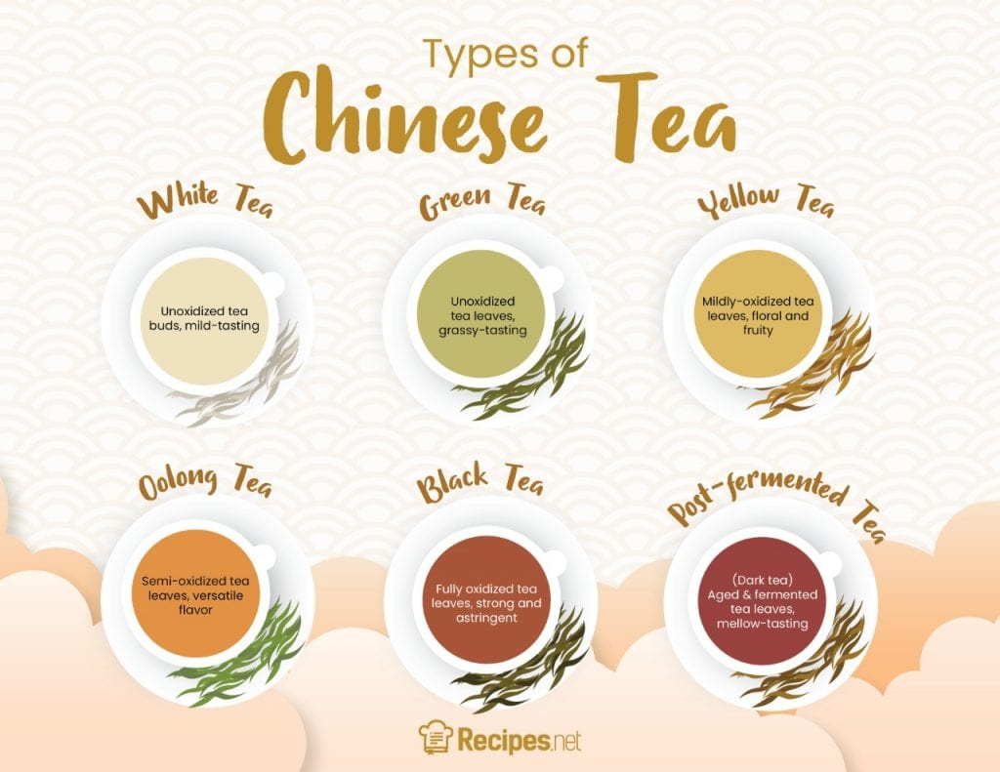 Types of
Chinese Tea
White Tea
Unoxidized tea
buds, mild-tasting
Green Tea
Unoxidized
tea leaves,
grassy-tasting
Yellow Tea
Mildly-oxidized tea
leaves, floral and
fruity
Oolong Tea
Semi-oxidized tea
leaves, versatile
flavor
Black Tea
Fully oxidized tea
leaves, strong and
astringent
Post-fermented Tea
(Dark tea)
Aged & fermented
tea leaves,
mellow-tasting
Recipes.net